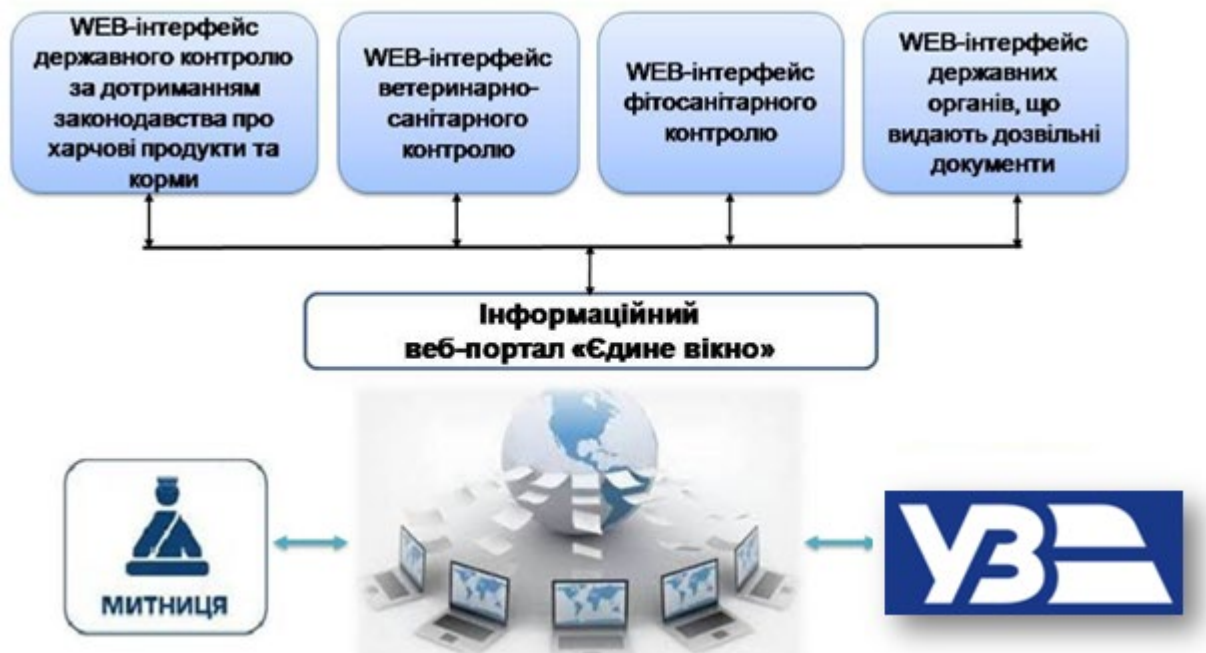 WEB-інтерфейс
державного контролю
за дотриманням
законодавства про
харчові продукти та
корми
WEB-інтерфейс
ветеринарно-
санітарного
контролю
WEB-інтерфейс
фітосанітарного
контролю
WEB-інтерфейс
державних
органів, що
видають дозвільні
документи
Інформаційний
веб-портал «Єдине вікно»
МИТНИЦЯ
УЗ